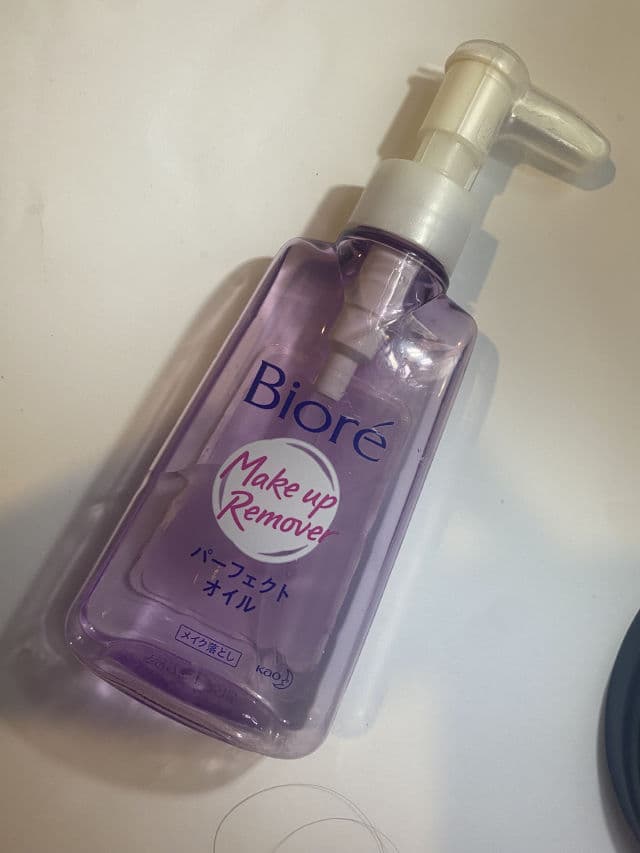 Bioré
Make up
Remover
パーフェクト
オイル
メイク落とし
Kao